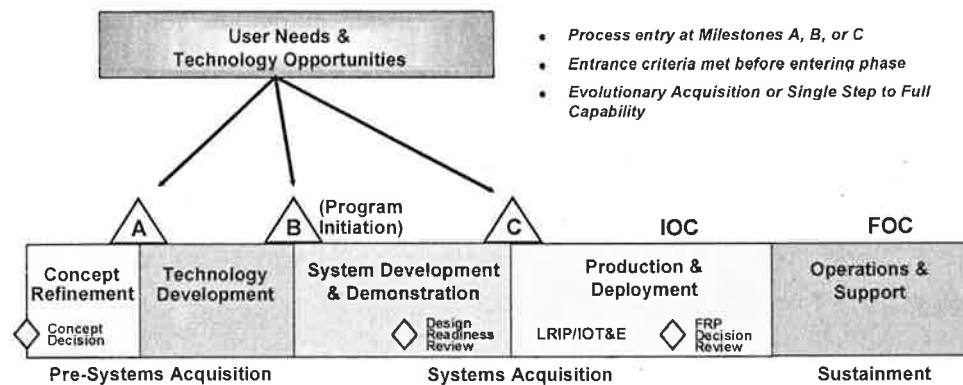 User Needs &
Technology Opportunities
• Process entry at Milestones A, B, or C
• Entrance criteria met before entering phase
• Evolutionary Acquisition or Single Step to Full
Capability
A
B
(Program
Initiation)
C
IOC
FOC
Concept
Refinement
Technology
Development
System Development
& Demonstration
Production &
Deployment
Operations &
Support
Concept
Decision
Design
Readiness
Review
LRIP/IOT&E
FRP
Decision
Review
Pre-Systems Acquisition
Systems Acquisition
Sustainment